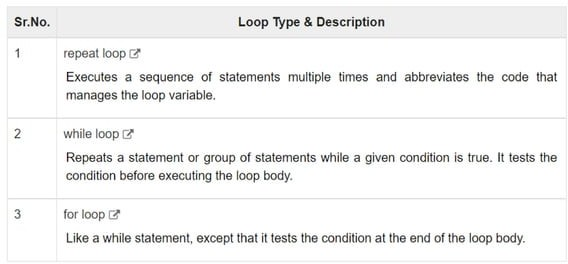 Sr.No. Loop Type & Description
1 repeat loop
Executes a sequence of statements multiple times and abbreviates the code that
manages the loop variable.
2 while loop
Repeats a statement or group of statements while a given condition is true. It tests the
condition before executing the loop body.
3 for loop
Like a while statement, except that it tests the condition at the end of the loop body.